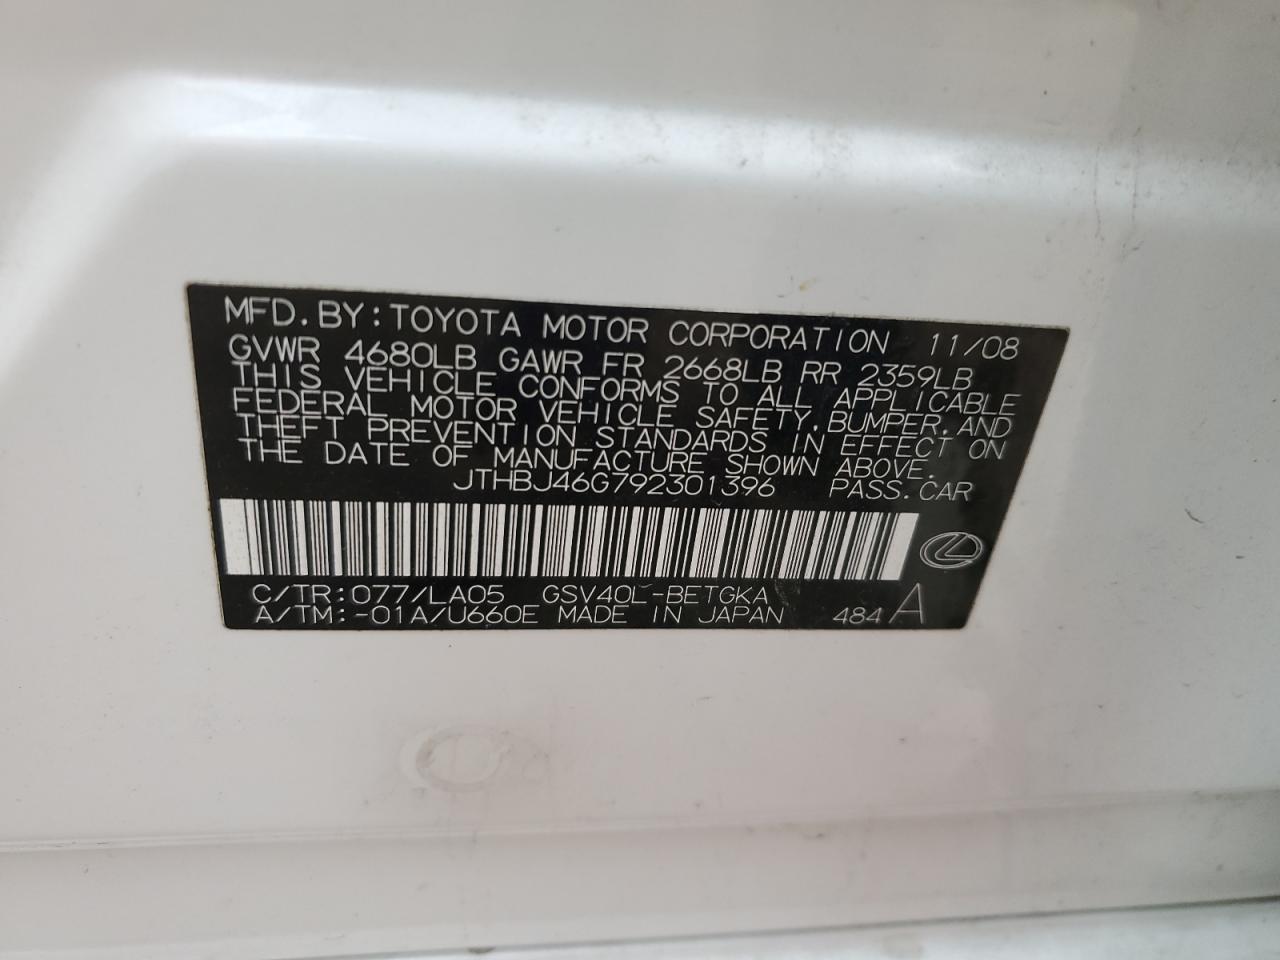 MFD. BY: TOYOTA MOTOR CORPORATION 11/08
GVWR 4680LB GAWR FR 2668LB RR 2359LB
THIS VEHICLE CONFORMS TO ALL APPLICABLE
FEDERAL MOTOR VEHICLE SAFETY, BUMPER, AND
THEFT PREVENTION STANDARDS IN EFFECT ON
THE DATE OF MANUFACTURE SHOWN ABOVE.
JTHBJ46G792301396 PASS. CAR
C/TR: 077/LA05 GSV40L-BETGKA
A/TM: -01A/U660E MADE IN JAPAN 484 A